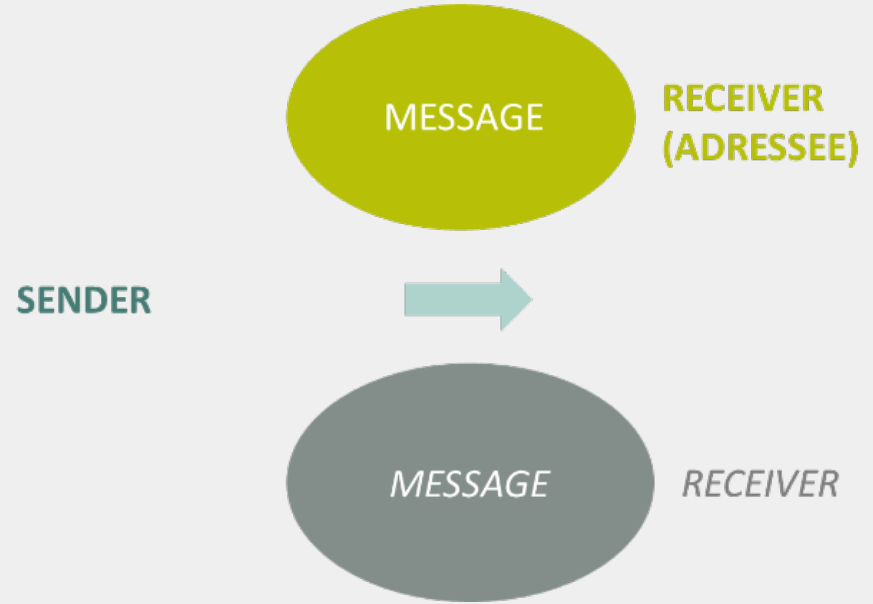 MESSAGE
RECEIVER
(ADRESSEE)
SENDER
MESSAGE
RECEIVER